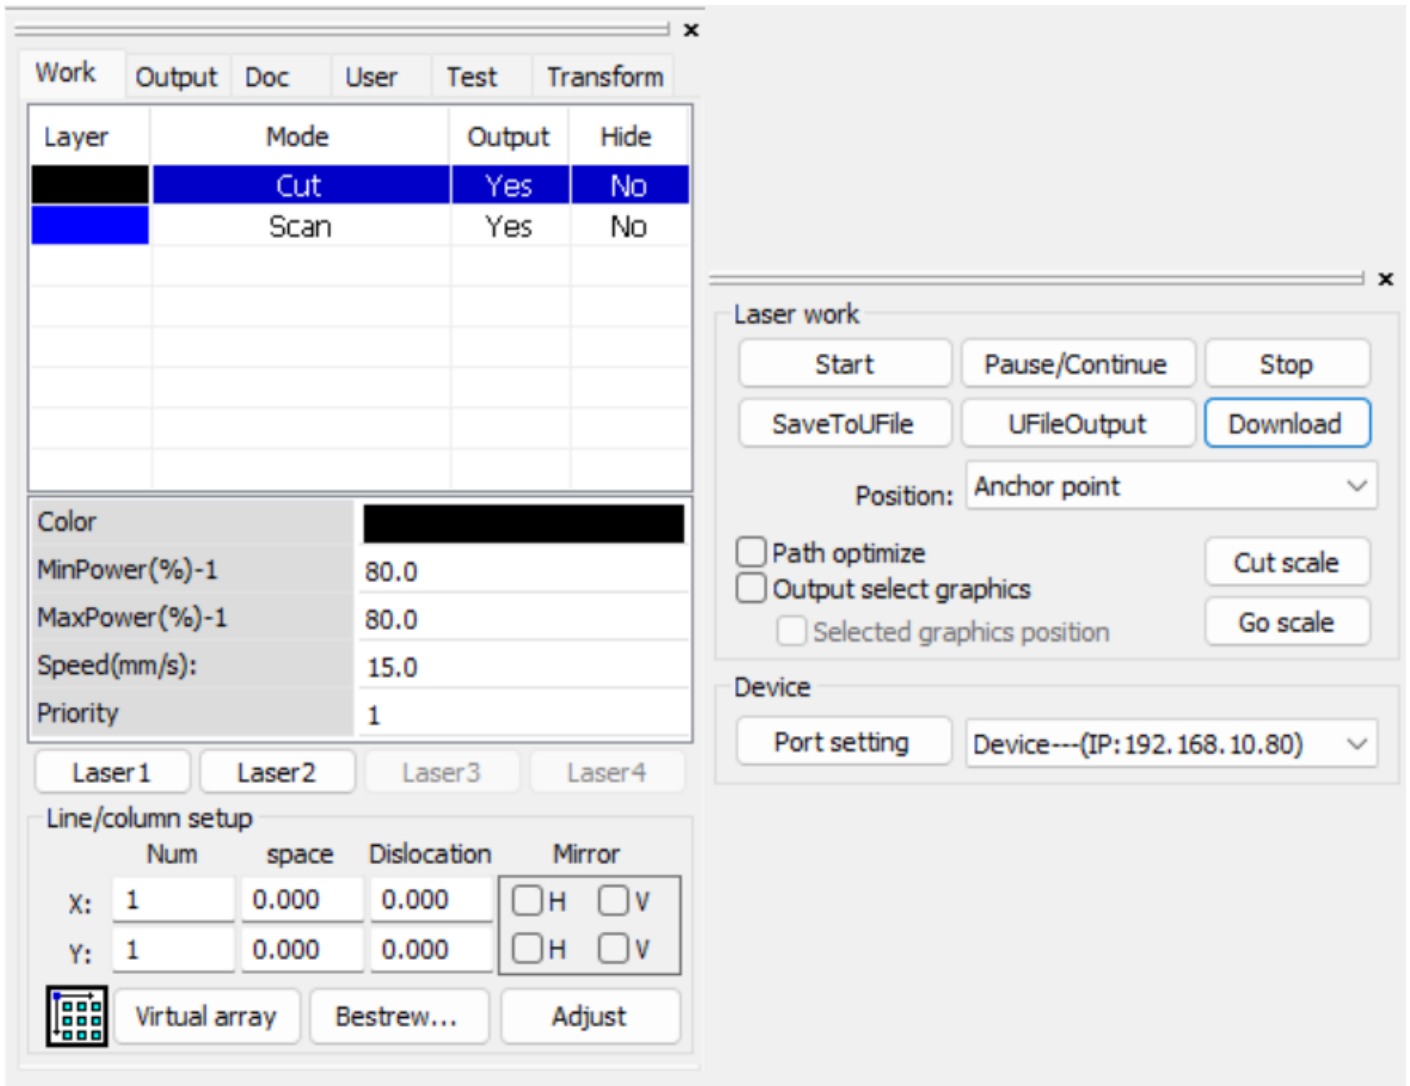 Work Output Doc User Test Transform
Layer Mode Output Hide
Cut Yes No
Scan Yes No
Color
MinPower(%)-1 80.0
MaxPower(%)-1 80.0
Speed(mm/s): 15.0
Priority 1
Laser1 Laser2 Laser3 Laser4
Line/column setup
Num space Dislocation Mirror
X: 1 0.000 0.000 H V
Y: 1 0.000 0.000 H V
Virtual array Bestrew... Adjust
Laser work
Start Pause/Continue Stop
SaveToUFile UFileOutput Download
Position: Anchor point
Path optimize
Cut scale
Output select graphics
Selected graphics position
Go scale
Device
Port setting Device---(IP:192.168.10.80)